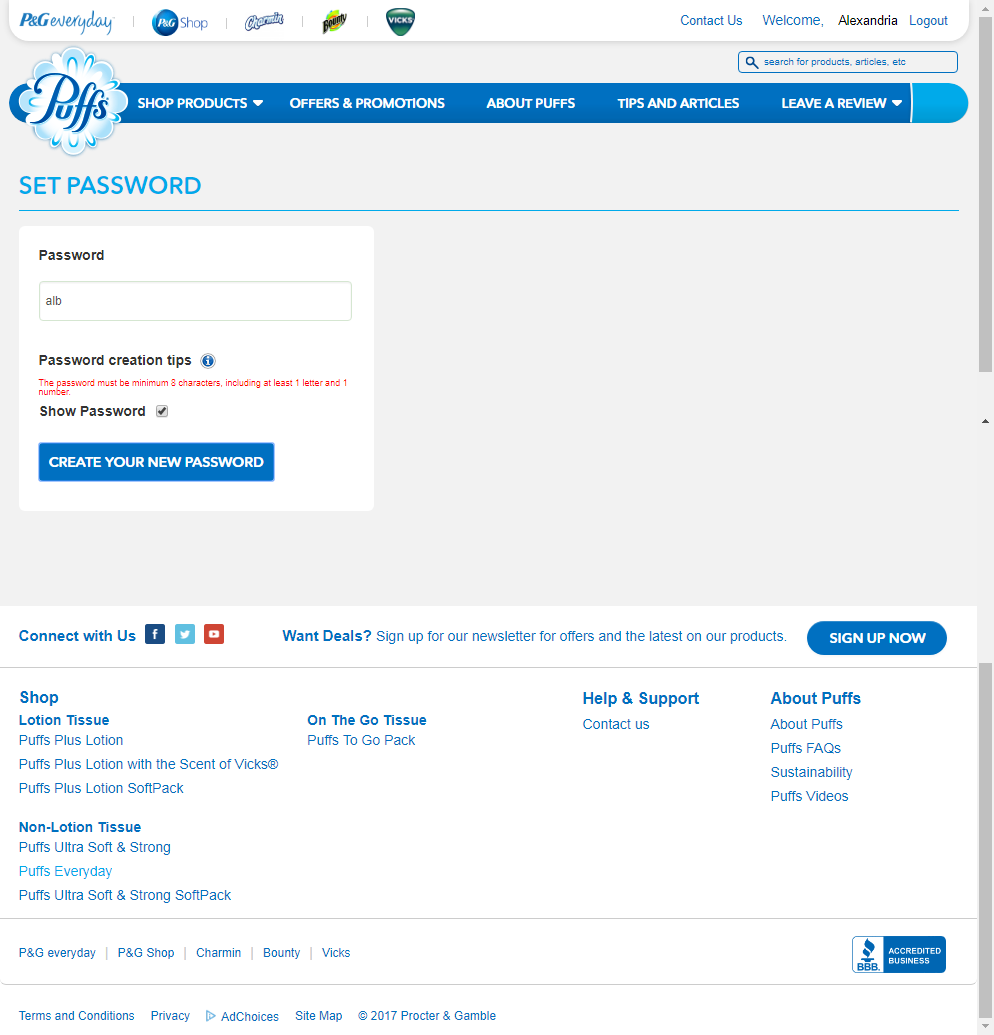 P&G everyday | P&G Shop | Charmin | Bounty | VICKS Contact Us Welcome, Alexandria Logout
search for products, articles, etc
Puffs SHOP PRODUCTS OFFERS & PROMOTIONS ABOUT PUFFS TIPS AND ARTICLES LEAVE A REVIEW
SET PASSWORD
Password
alb
Password creation tips
The password must be minimum 8 characters, including at least 1 letter and 1
number.
Show Password
CREATE YOUR NEW PASSWORD
Connect with Us Want Deals? Sign up for our newsletter for offers and the latest on our products. SIGN UP NOW
Shop
Lotion Tissue
Puffs Plus Lotion
Puffs Plus Lotion with the Scent of Vicks®
Puffs Plus Lotion SoftPack
Non-Lotion Tissue
Puffs Ultra Soft & Strong
Puffs Everyday
Puffs Ultra Soft & Strong SoftPack
On The Go Tissue
Puffs To Go Pack
Help & Support
Contact us
About Puffs
About Puffs
Puffs FAQs
Sustainability
Puffs Videos
P&G everyday | P&G Shop | Charmin | Bounty | Vicks
BBB.
ACCREDITED
BUSINESS
Terms and Conditions Privacy AdChoices Site Map © 2017 Procter & Gamble